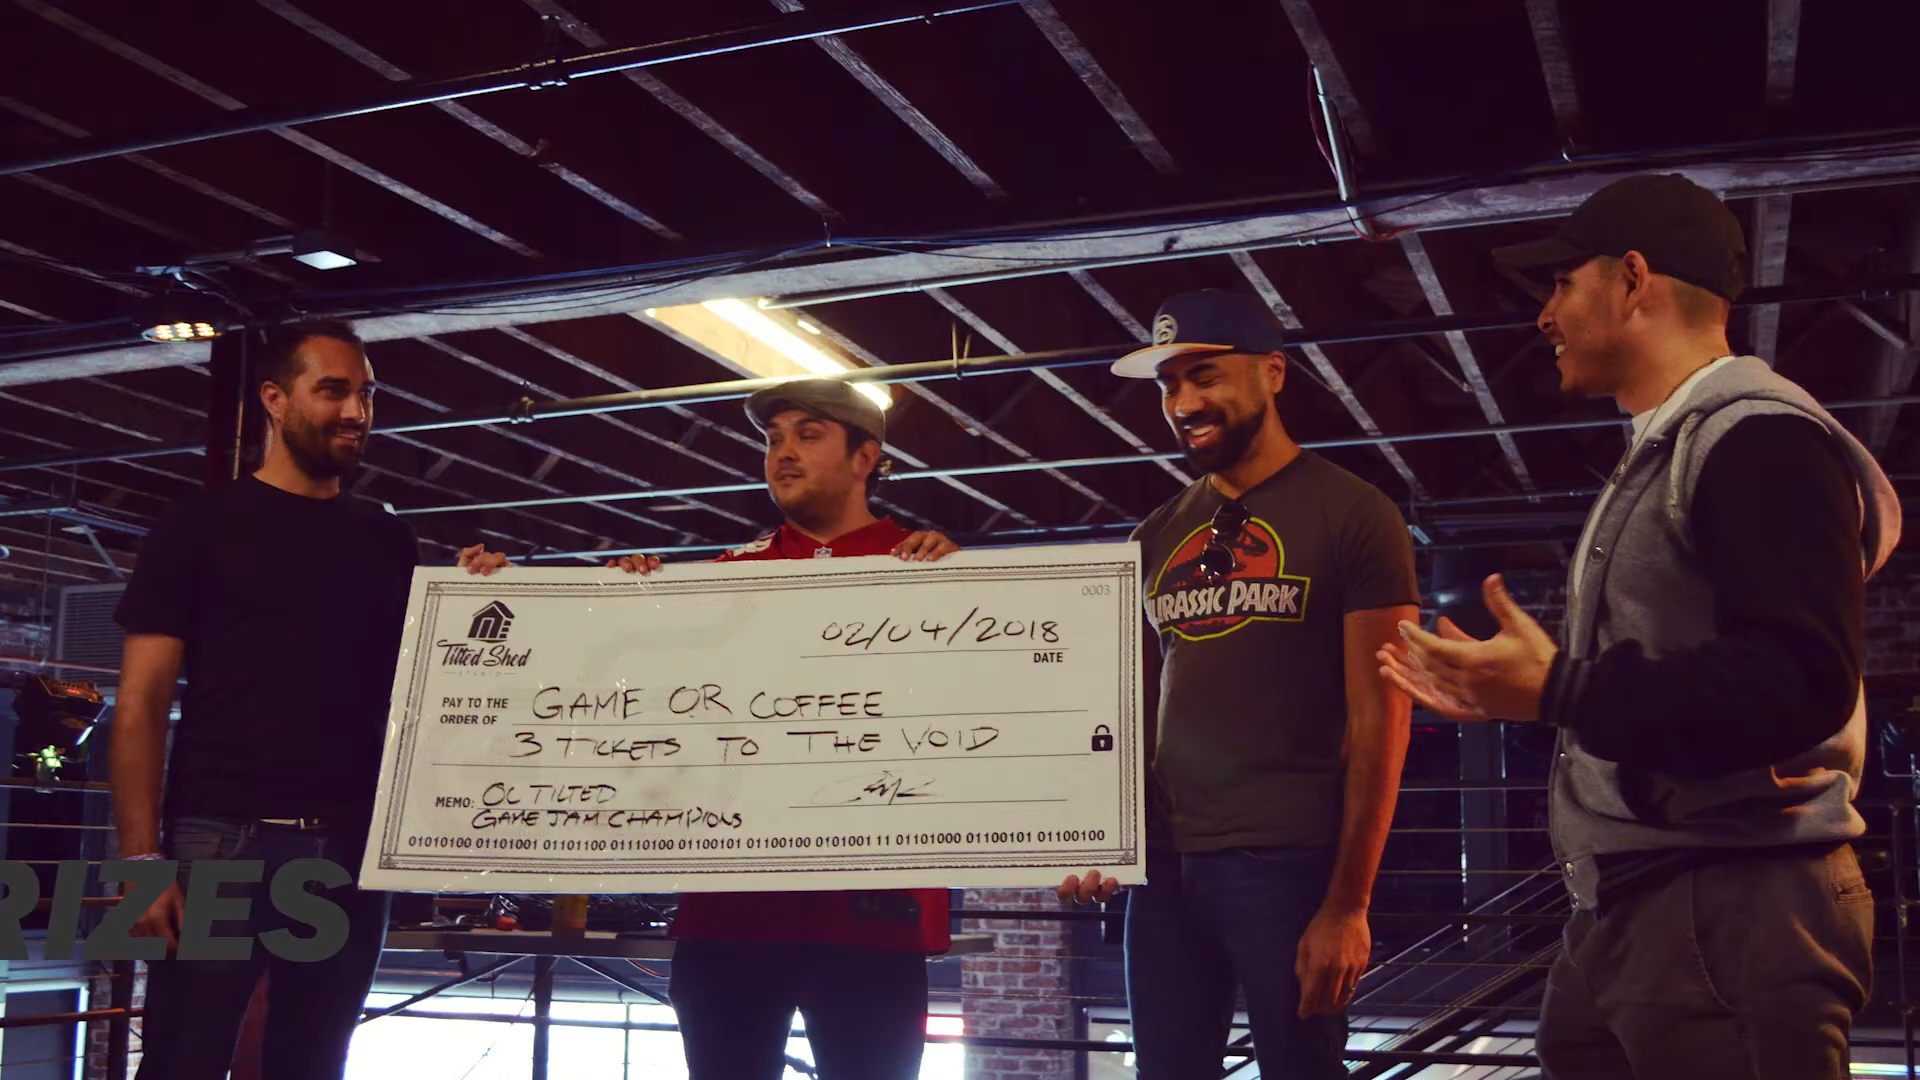 0003
Tilted Shed
STUDIO
02/04/2018
DATE
PAY TO THE
ORDER OF
GAME OR COFFEE
3 TICKETS TO THE VOID
MEMO: OC TILTED
GAME JAM CHAMPIONS
01010100 01101001 01101100 01110100 01100101 01100100 0101001 11 01101000 01100101 01100100
JURASSIC PARK
RIZES